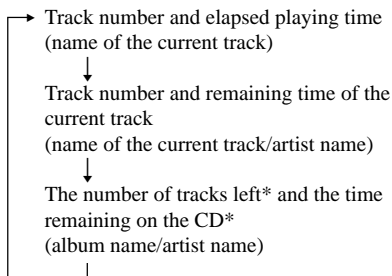 Track number and elapsed playing time
(name of the current track)
Track number and remaining time of the
current track
(name of the current track/artist name)
The number of tracks left* and the time
remaining on the CD*
(album name/artist name)